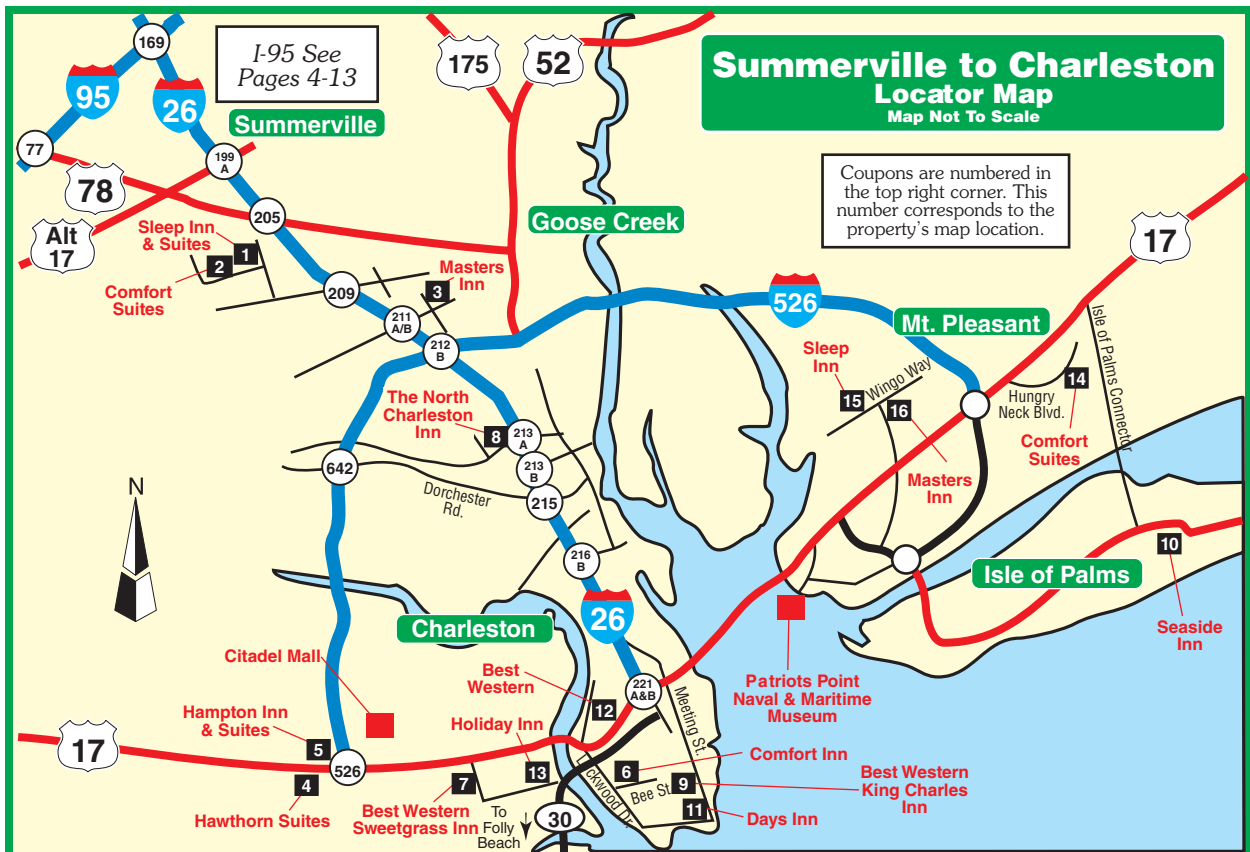 169
I-95 See
Pages 4-13
175
52
Summerville to Charleston
Locator Map
Map Not To Scale
95
26
Summerville
77
199
A
78
Coupons are numbered in
the top right corner. This
number corresponds to the
property's map location.
205
Goose Creek
17
Alt
17
Sleep Inn
& Suites
1
2
Comfort
Suites
209
Masters
Inn
3
211
A/B
212
B
526
Mt. Pleasant
Isle of Palms Connector
Sleep
Inn
Wingo Way
15
16
14
Hungry
Neck Blvd.
Comfort
Suites
Masters
Inn
The North
Charleston
Inn
8
213
A
213
B
642
Dorchester
Rd.
215
N
216
B
10
Isle of Palms
Seaside
Inn
26
Charleston
Citadel Mall
Best
Western
12
221
A&B
Meeting St.
Patriots Point
Naval & Maritime
Museum
Hampton Inn
& Suites
5
Holiday Inn
17
526
4
Hawthorn Suites
7
Best Western
Sweetgrass Inn
13
Lockwood Dr.
6
Comfort Inn
Bee St.
9
Best Western
King Charles
Inn
11
Days Inn
To
Folly
Beach
30